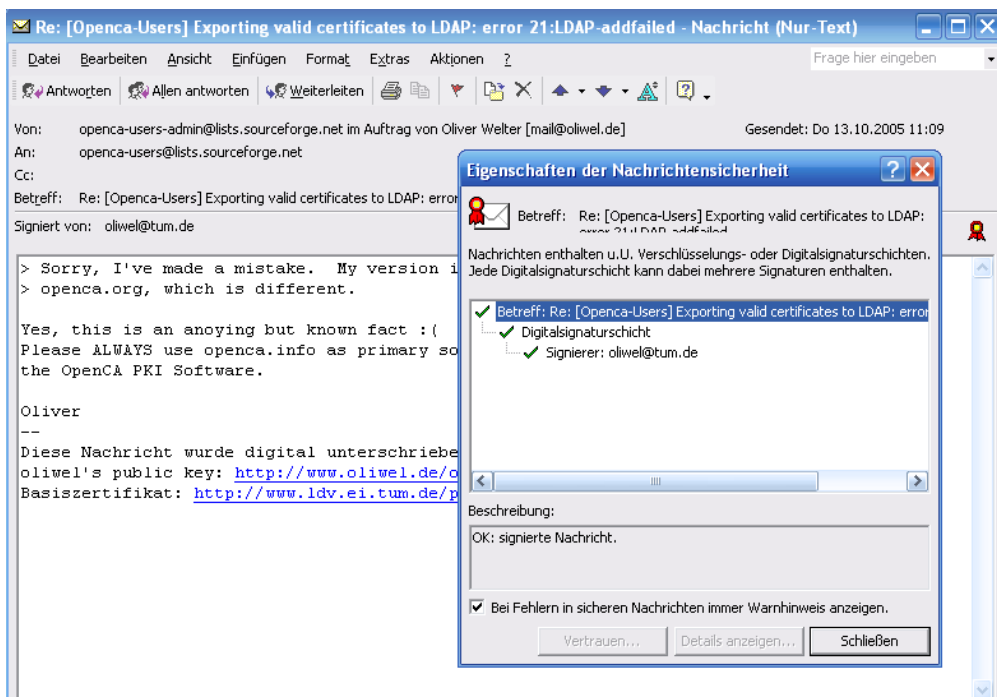 Re: [Openca-Users] Exporting valid certificates to LDAP: error 21:LDAP-addfailed - Nachricht (Nur-Text)
Datei Bearbeiten Ansicht Einfügen Format Extras Aktionen ?
Frage hier eingeben
Antworten Allen antworten Weiterleiten
Von: openca-users-admin@lists.sourceforge.net im Auftrag von Oliver Welter [mail@oliwel.de] Gesendet: Do 13.10.2005 11:09
An: openca-users@lists.sourceforge.net
Cc:
Betreff: Re: [Openca-Users] Exporting valid certificates to LDAP: error
Signiert von: oliwel@tum.de
> Sorry, I've made a mistake. My version i
> openca.org, which is different.
Yes, this is an anoying but known fact :(
Please ALWAYS use openca.info as primary so
the OpenCA PKI Software.
Oliver
--
Diese Nachricht wurde digital unterschriebe
oliwel's public key: http://www.oliwel.de/o
Basiszertifikat: http://www.ldv.ei.tum.de/p
Eigenschaften der Nachrichtensicherheit
Betreff: Re: [Openca-Users] Exporting valid certificates to LDAP:
error 21:LDAP-addfailed
Nachrichten enthalten u.U. Verschlüsselungs- oder Digitalsignaturschichten.
Jede Digitalsignaturschicht kann dabei mehrere Signaturen enthalten.
Betreff: Re: [Openca-Users] Exporting valid certificates to LDAP: error
Digitalsignaturschicht
Signierer: oliwel@tum.de
Beschreibung:
OK: signierte Nachricht.
Bei Fehlern in sicheren Nachrichten immer Warnhinweis anzeigen.
Vertrauen... Details anzeigen... Schließen